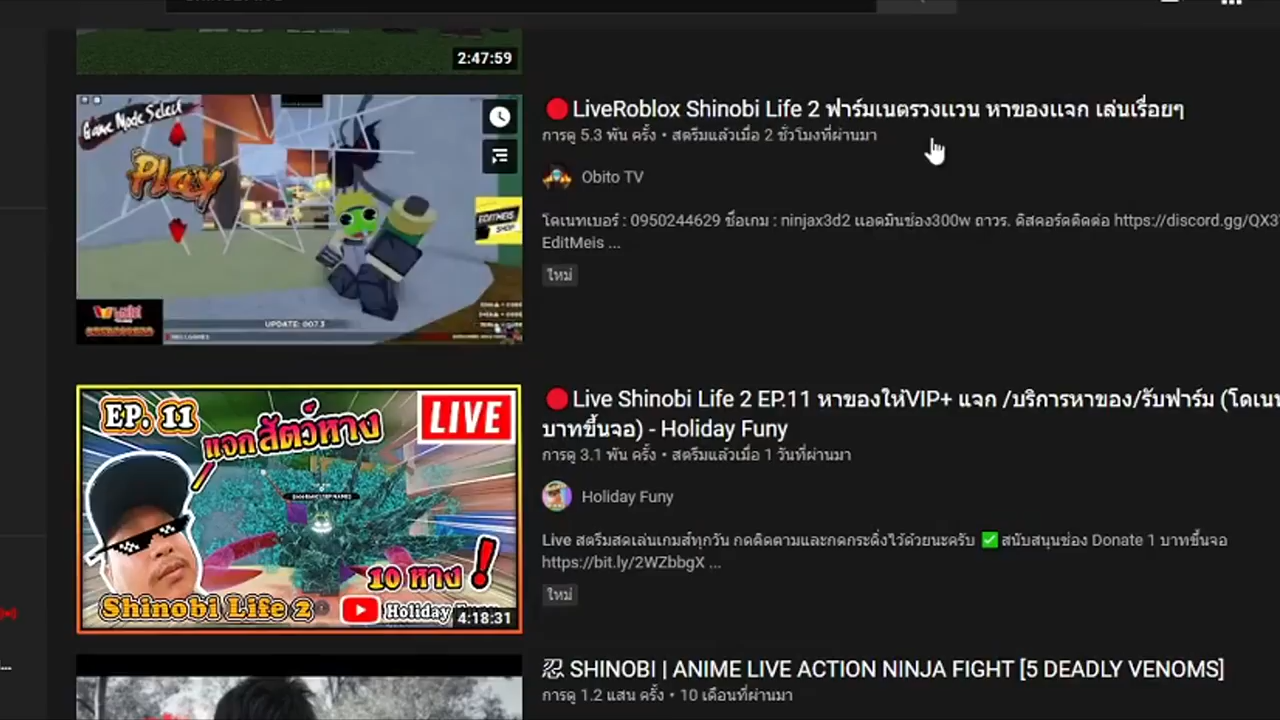 2:47:59
Game Mode Select
Play
EDITMEIS
SHOP
UPDATE: 0073
🔴LiveRoblox Shinobi Life 2 ฟาร์มเนตรวงแวน หาของแจก เล่นเรื่อยๆ
การดู 5.3 พัน ครั้ง • สตรีมแล้วเมื่อ 2 ชั่วโมงที่ผ่านมา
Obito TV
โดเนทเบอร์ : 0950244629 ชื่อเกม : ninjax3d2 แอดมินช่อง300w ถาวร. ดิสคอร์ดติดต่อ https://discord.gg/QX3
EditMeis ...
ใหม่
EP. 11
LIVE
แจกสัตว์หาง
10 หาง !
Shinobi Life 2
Holiday Funy
4:18:31
🔴Live Shinobi Life 2 EP.11 หาของให้VIP+ แจก /บริการหาของ/รับฟาร์ม (โดเนท
บาทขึ้นจอ) - Holiday Funy
การดู 3.1 พัน ครั้ง • สตรีมแล้วเมื่อ 1 วันที่ผ่านมา
Holiday Funy
Live สตรีมสดเล่นเกมส์ทุกวัน กดติดตามและกดกระดิ่งไว้ด้วยนะครับ ✅ สนับสนุนช่อง Donate 1 บาทขึ้นจอ
https://bit.ly/2WZbbgX ...
ใหม่
忍 SHINOBI | ANIME LIVE ACTION NINJA FIGHT [5 DEADLY VENOMS]
การดู 1.2 แสน ครั้ง • 10 เดือนที่ผ่านมา